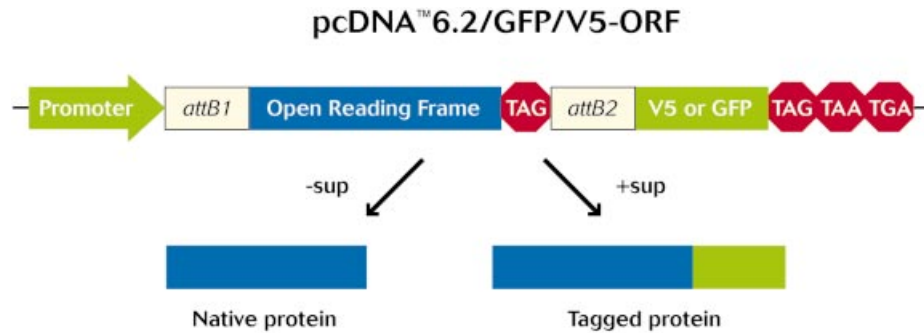 pcDNA™6.2/GFP/V5-ORF
Promoter attB1 Open Reading Frame TAG attB2 V5 or GFP TAG TAA TGA
-sup +sup
Native protein Tagged protein